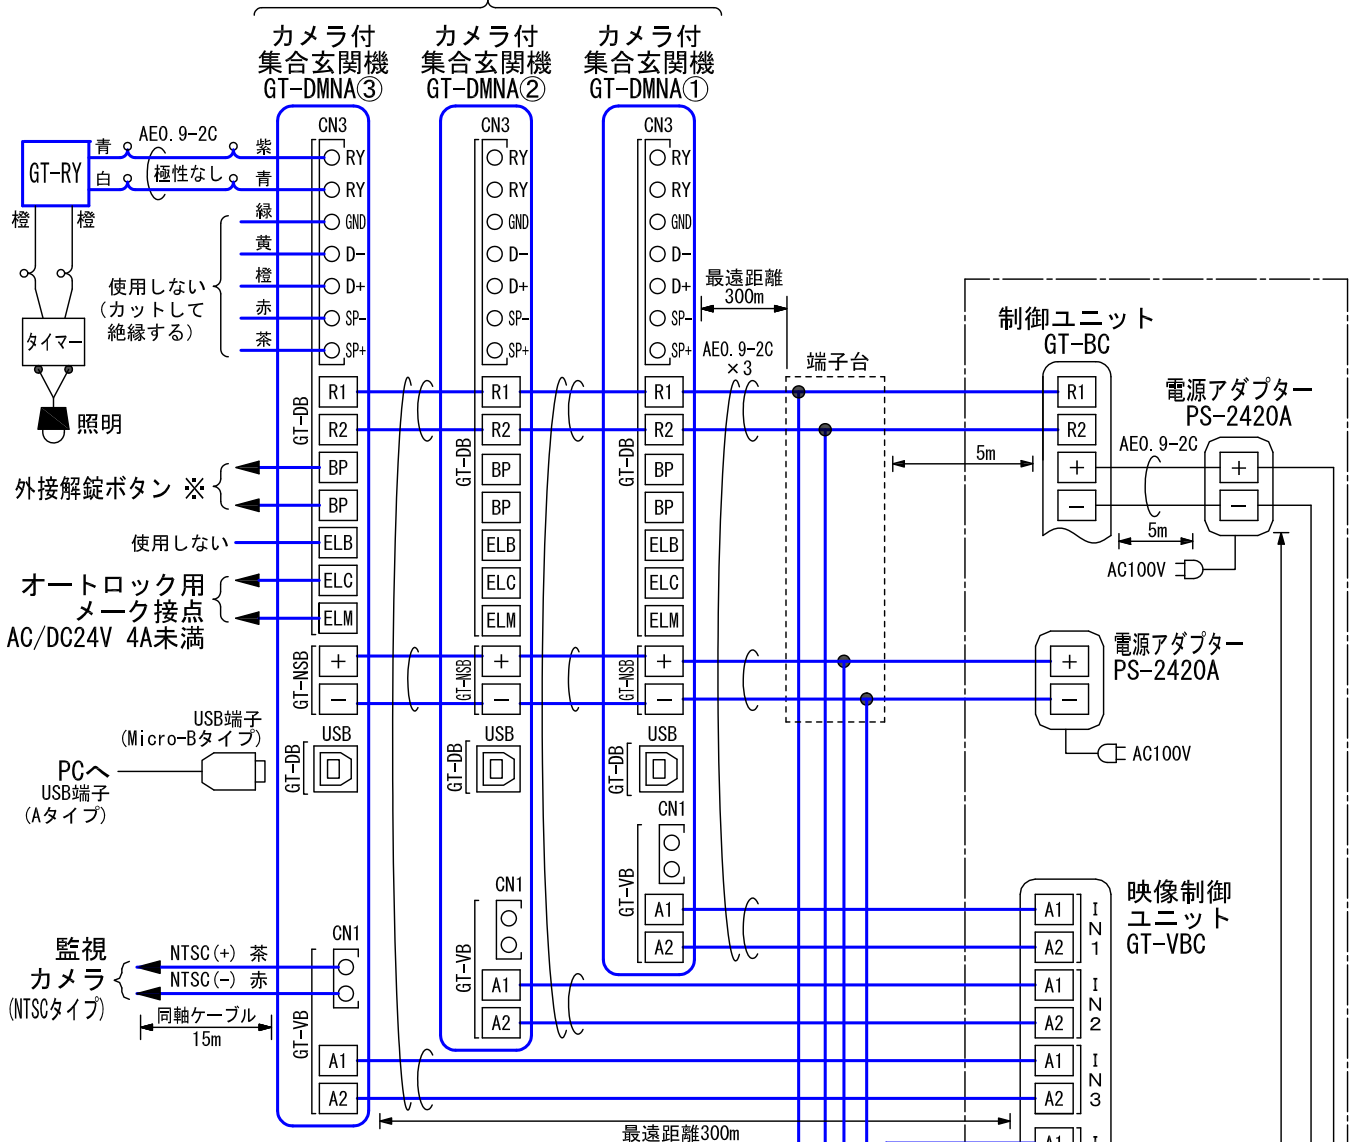 カメラ付
集合玄関機
GT-DMNA③
カメラ付
集合玄関機
GT-DMNA②
カメラ付
集合玄関機
GT-DMNA①
GT-RY
青
白
AE0.9-2C
極性なし
紫
青
緑
黄
橙
赤
茶
橙
橙
使用しない
(カットして
絶縁する)
タイマー
照明
外接解錠ボタン ※
使用しない
オートロック用
メーク接点
AC/DC24V 4A未満
USB端子
(Micro-Bタイプ)
PCへ
USB端子
(Aタイプ)
監視
カメラ
(NTSCタイプ)
NTSC(+) 茶
NTSC(-) 赤
同軸ケーブル
15m
CN3
RY
RY
GND
D-
D+
SP-
SP+
GT-DB
R1
R2
BP
BP
ELB
ELC
ELM
GT-NSB
+
-
USB
GT-DB
CN1
GT-VB
A1
A2
CN3
RY
RY
GND
D-
D+
SP-
SP+
GT-DB
R1
R2
BP
BP
ELB
ELC
ELM
GT-NSB
+
-
USB
GT-DB
CN1
GT-VB
A1
A2
CN3
RY
RY
GND
D-
D+
SP-
SP+
GT-DB
R1
R2
BP
BP
ELB
ELC
ELM
GT-NSB
+
-
USB
GT-DB
CN1
GT-VB
A1
A2
最遠距離
300m
AE0.9-2C
×3
端子台
5m
制御ユニット
GT-BC
R1
R2
+
-
AE0.9-2C
5m
電源アダプター
PS-2420A
+
-
AC100V
電源アダプター
PS-2420A
+
-
AC100V
映像制御
ユニット
GT-VBC
A1
A2
IN1
A1
A2
IN2
A1
A2
IN3
A1
I
最遠距離300m